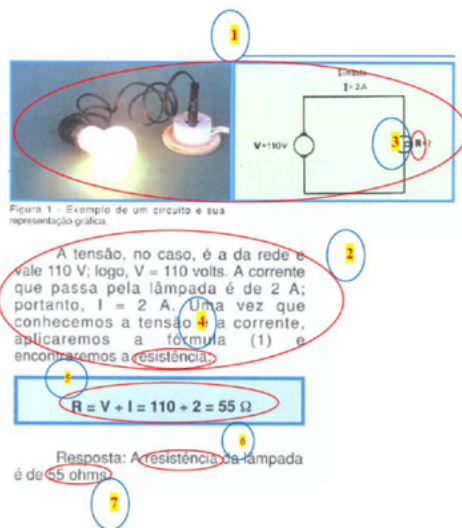 1
Símbolo
I=2A
V=110V
3
R=?
Figura 1 - Exemplo de um circuito e sua
representação gráfica.
2
A tensão, no caso, é a da rede e
vale 110 V; logo, V = 110 volts. A corrente
que passa pela lâmpada é de 2 A;
portanto, I = 2 A. Uma vez que
conhecemos a tensão e a corrente,
4
aplicaremos a fórmula (1) e
encontraremos a resistência.
5
R = V ÷ I = 110 ÷ 2 = 55 Ω
6
Resposta: A resistência da lâmpada
é de 55 ohms.
7